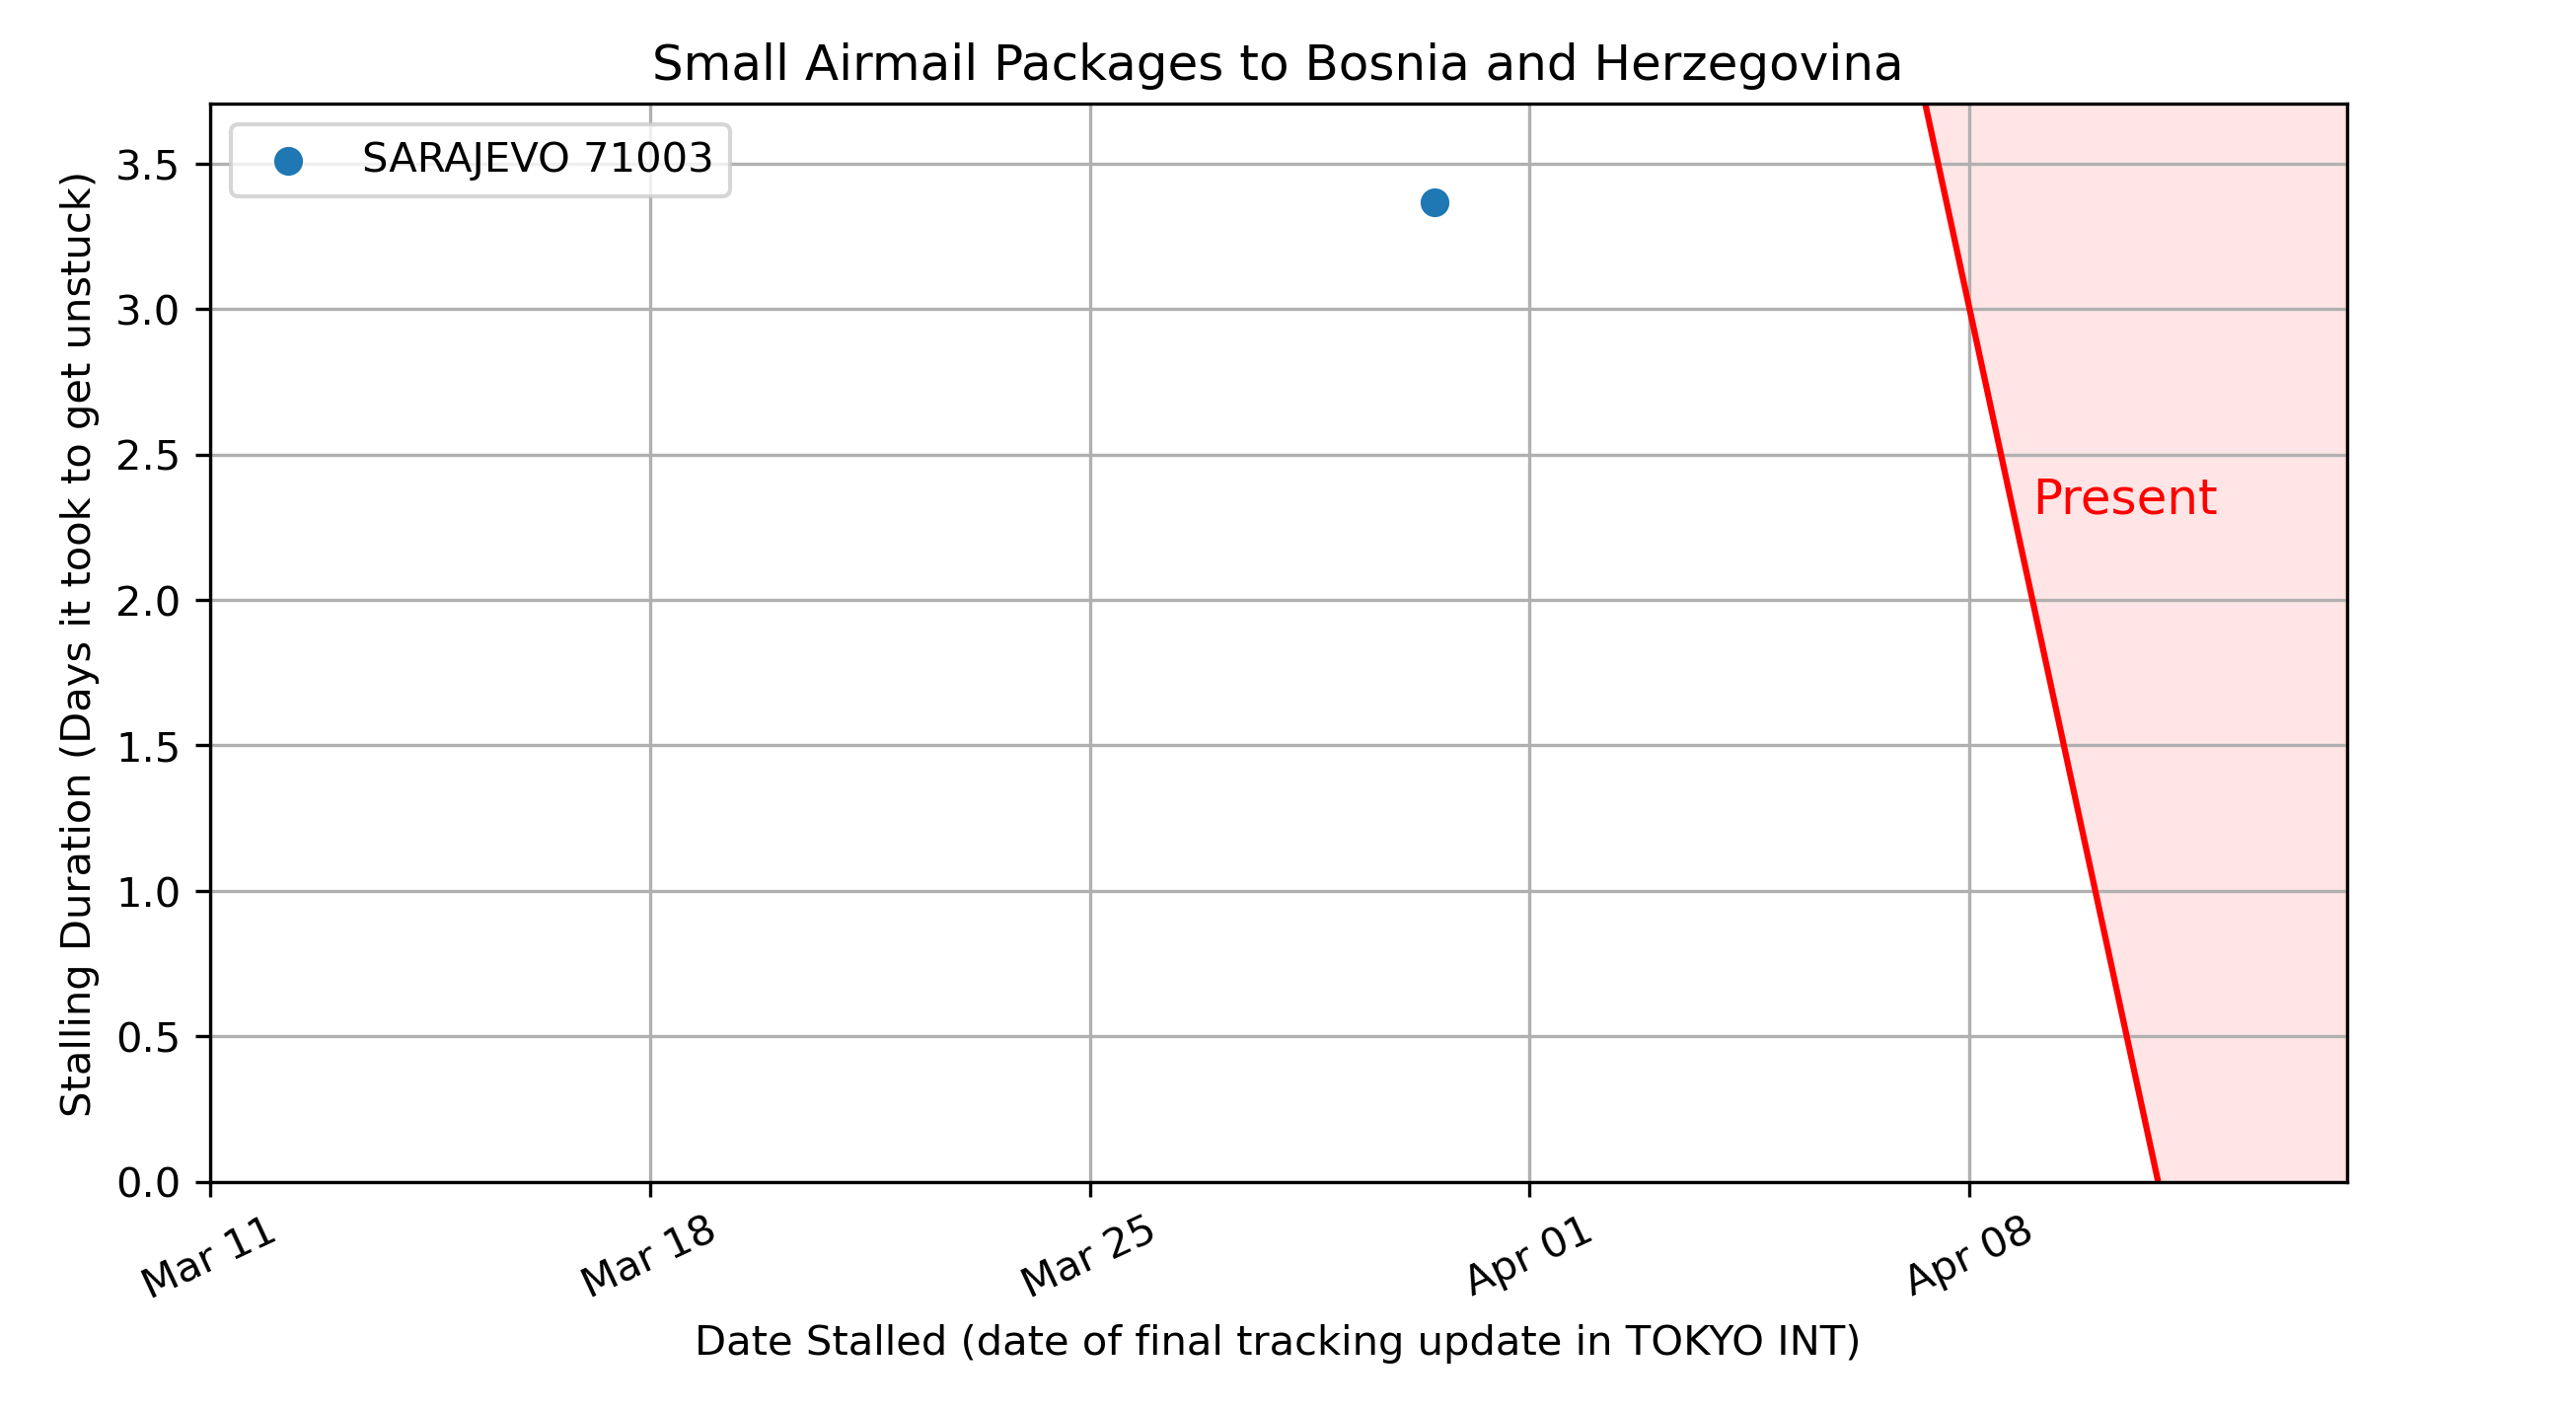 Small Airmail Packages to Bosnia and Herzegovina
SARAJEVO 71003
Stalling Duration (Days it took to get unstuck)
3.5
3.0
2.5
2.0
1.5
1.0
0.5
0.0
Present
Mar 11
Mar 18
Mar 25
Apr 01
Apr 08
Date Stalled (date of final tracking update in TOKYO INT)